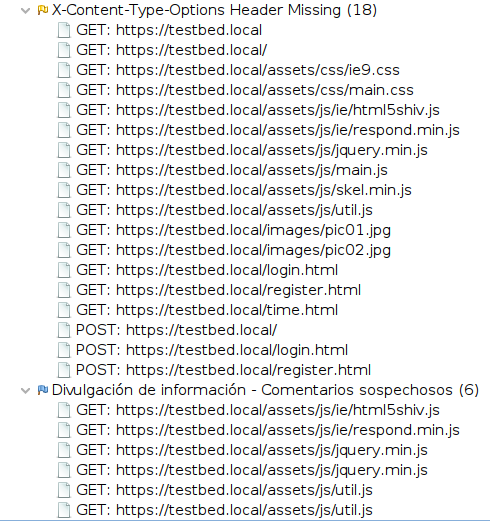 X-Content-Type-Options Header Missing (18)
GET: https://testbed.local
GET: https://testbed.local/
GET: https://testbed.local/assets/css/ie9.css
GET: https://testbed.local/assets/css/main.css
GET: https://testbed.local/assets/js/ie/html5shiv.js
GET: https://testbed.local/assets/js/ie/respond.min.js
GET: https://testbed.local/assets/js/jquery.min.js
GET: https://testbed.local/assets/js/main.js
GET: https://testbed.local/assets/js/skel.min.js
GET: https://testbed.local/assets/js/util.js
GET: https://testbed.local/images/pic01.jpg
GET: https://testbed.local/images/pic02.jpg
GET: https://testbed.local/login.html
GET: https://testbed.local/register.html
GET: https://testbed.local/time.html
POST: https://testbed.local/
POST: https://testbed.local/login.html
POST: https://testbed.local/register.html
Divulgación de información - Comentarios sospechosos (6)
GET: https://testbed.local/assets/js/ie/html5shiv.js
GET: https://testbed.local/assets/js/ie/respond.min.js
GET: https://testbed.local/assets/js/jquery.min.js
GET: https://testbed.local/assets/js/jquery.min.js
GET: https://testbed.local/assets/js/util.js
GET: https://testbed.local/assets/js/util.js